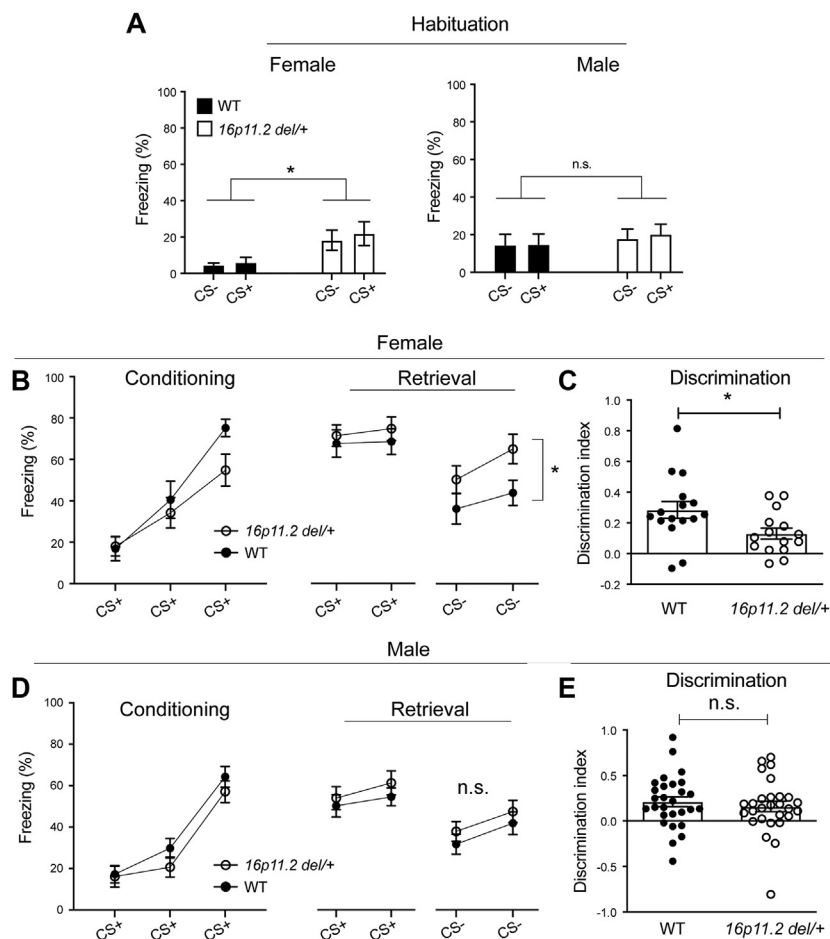 A
Habituation
Female
Male
WT
16p11.2 del/+
Freezing (%)
100
80
60
40
20
0
*
CS-
CS+
CS-
CS+
Freezing (%)
100
80
60
40
20
0
n.s.
CS-
CS+
CS-
CS+
Female
B
Conditioning
Retrieval
Freezing (%)
100
80
60
40
20
0
16p11.2 del/+
WT
*
CS+
CS+
CS+
CS+
CS+
CS-
CS-
C
Discrimination
*
Discrimination index
1.0
0.8
0.6
0.4
0.2
0.0
-0.2
WT
16p11.2 del/+
Male
D
Conditioning
Retrieval
Freezing (%)
100
80
60
40
20
0
n.s.
16p11.2 del/+
WT
CS+
CS+
CS+
CS+
CS+
CS-
CS-
E
Discrimination
n.s.
Discrimination index
1.0
0.5
0.0
-0.5
-1.0
WT
16p11.2 del/+